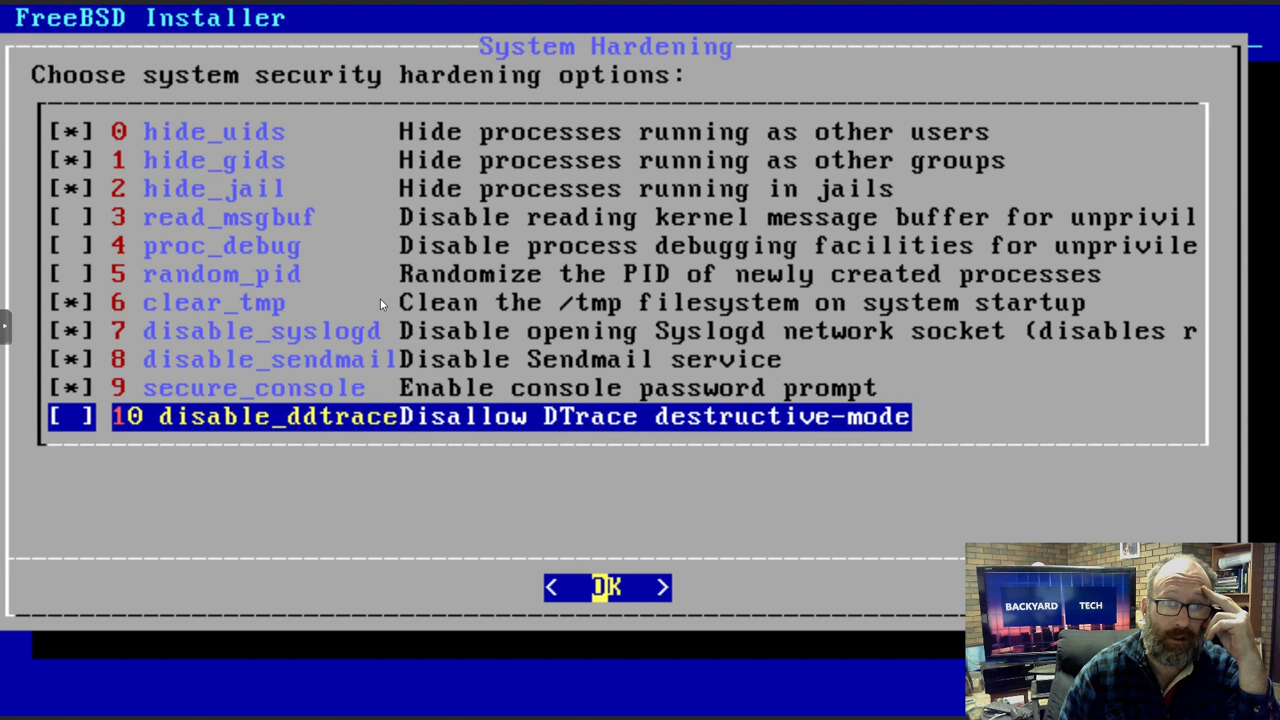 FreeBSD Installer
System Hardening
Choose system security hardening options:
[*] 0 hide_uids Hide processes running as other users
[*] 1 hide_gids Hide processes running as other groups
[*] 2 hide_jail Hide processes running in jails
[ ] 3 read_msgbuf Disable reading kernel message buffer for unprivil
[ ] 4 proc_debug Disable process debugging facilities for unprivile
[ ] 5 random_pid Randomize the PID of newly created processes
[*] 6 clear_tmp Clean the /tmp filesystem on system startup
[*] 7 disable_syslogd Disable opening Syslogd network socket (disables r
[*] 8 disable_sendmailDisable Sendmail service
[*] 9 secure_console Enable console password prompt
[ ] 10 disable_ddtraceDisallow DTrace destructive-mode
< OK >
BACKYARD TECH